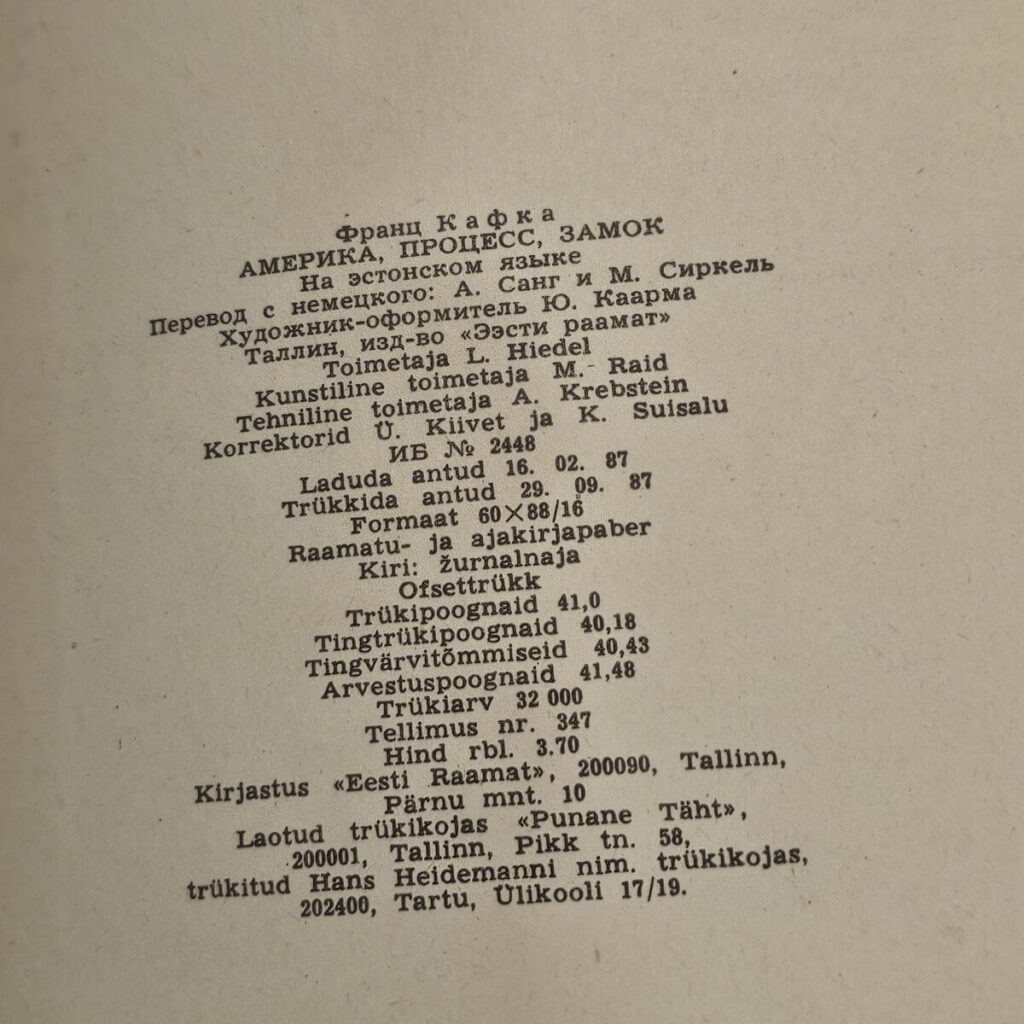 Франц Кафка
АМЕРИКА, ПРОЦЕСС, ЗАМОК
На эстонском языке
Перевод с немецкого: А. Санг и М. Сиркель
Художник-оформитель Ю. Каарма
Таллин, изд-во «Ээсти раамат»
Toimetaja L. Hiedel
Kunstiline toimetaja M. Raid
Tehniline toimetaja A. Krebstein
Korrektorid Ü. Kiivet ja K. Suisalu
ИБ № 2448
Laduda antud 16. 02. 87
Trükkida antud 29. 09. 87
Formaat 60×88/16
Raamatu- ja ajakirjapaber
Kiri: žurnalnaja
Ofsettrükk
Trükipoognaid 41,0
Tingtrükipoognaid 40,18
Tingvärvitõmmiseid 40,43
Arvestuspoognaid 41,48
Trükiarv 32 000
Tellimus nr. 347
Hind rbl. 3.70
Kirjastus «Eesti Raamat», 200090, Tallinn,
Pärnu mnt. 10
Laotud trükikojas «Punane Täht»,
200001, Tallinn, Pikk tn. 58,
trükitud Hans Heidemanni nim. trükikojas,
202400, Tartu, Ülikooli 17/19.